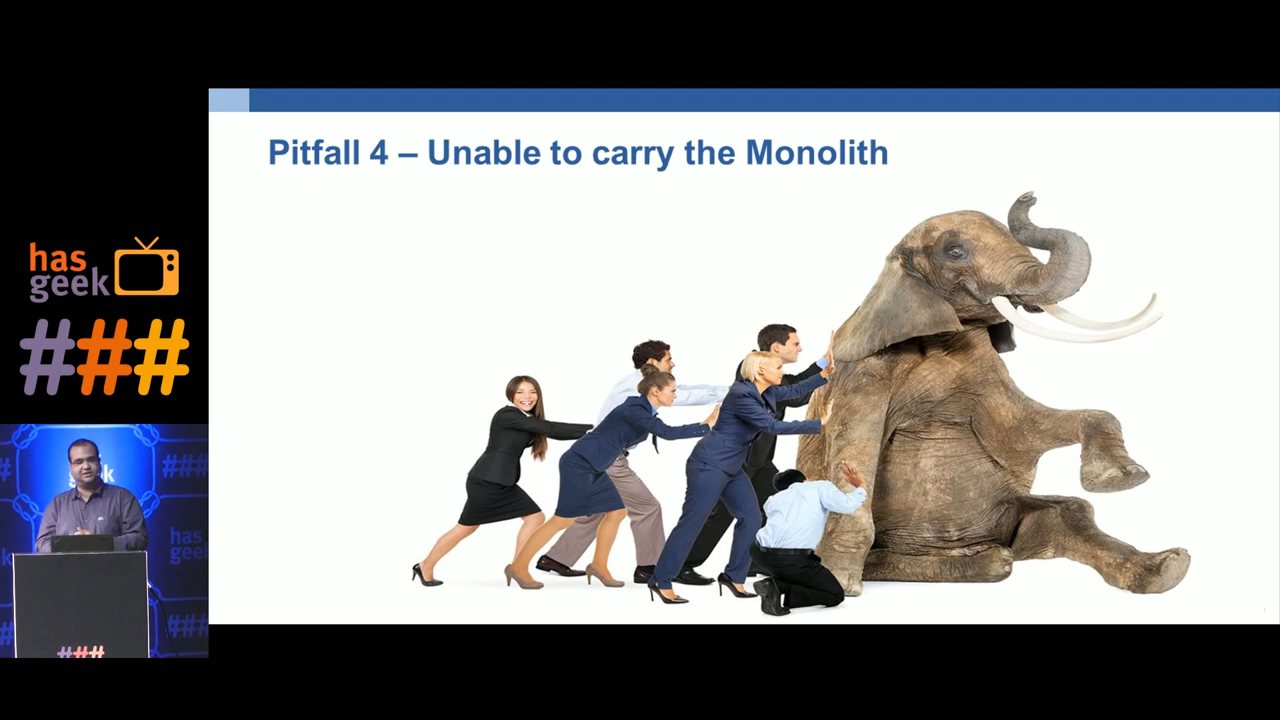 Pitfall 4 – Unable to carry the Monolith
has
geek
###
###
has
geek
###
###